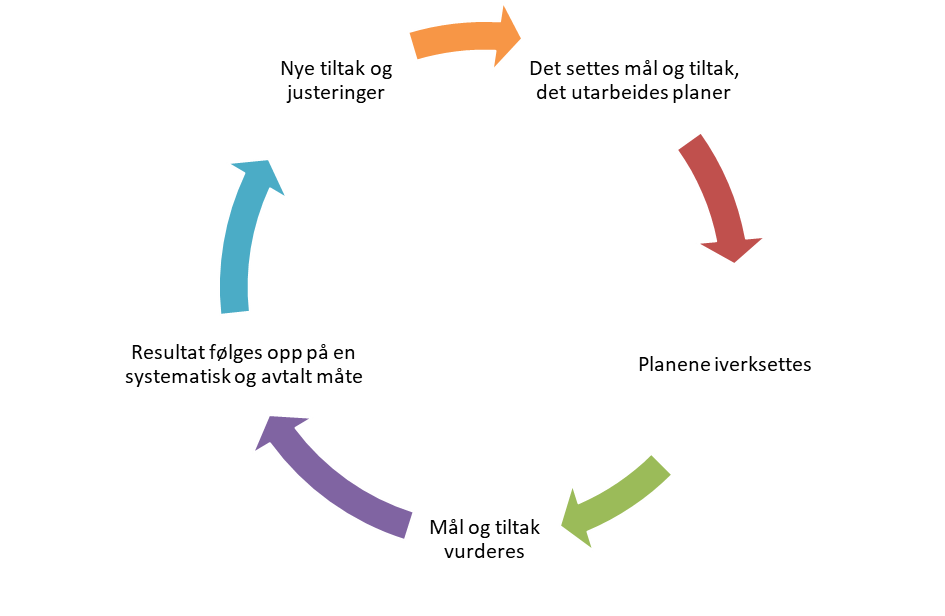 Nye tiltak og
justeringer
Det settes mål og tiltak,
det utarbeides planer
Planene iverksettes
Mål og tiltak
vurderes
Resultat følges opp på en
systematisk og avtalt måte